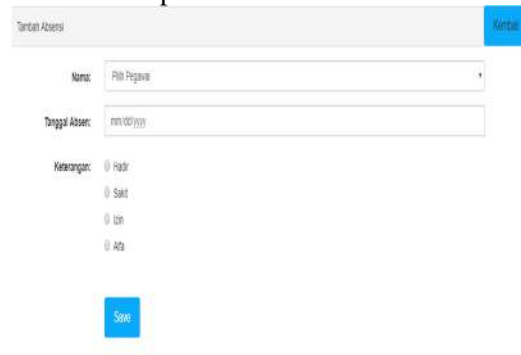 Tambah Absensi
Kembali
Nama:
Pilih Pegawai
Tanggal Absen:
mm/dd/yyyy
Keterangan:
Hadir
Sakit
Izin
Alfa
Save